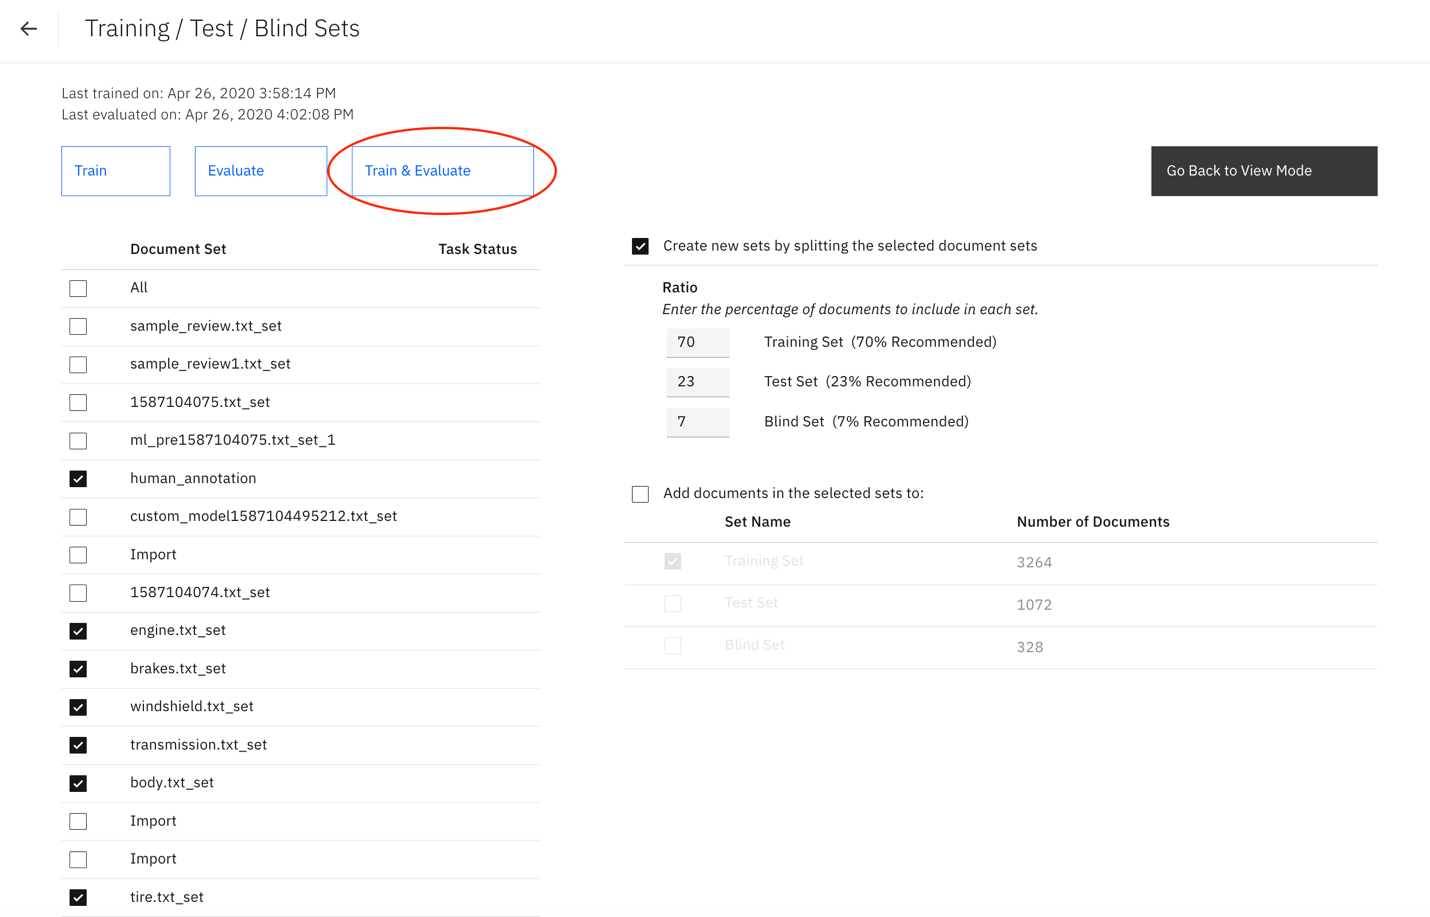 Training / Test / Blind Sets
Last trained on: Apr 26, 2020 3:58:14 PM
Last evaluated on: Apr 26, 2020 4:02:08 PM
Train
Evaluate
Train & Evaluate
Go Back to View Mode
Document Set Task Status
All
sample_review.txt_set
sample_review1.txt_set
1587104075.txt_set
ml_pre1587104075.txt_set_1
human_annotation
custom_model1587104495212.txt_set
Import
1587104074.txt_set
engine.txt_set
brakes.txt_set
windshield.txt_set
transmission.txt_set
body.txt_set
Import
Import
tire.txt_set
Create new sets by splitting the selected document sets
Ratio
Enter the percentage of documents to include in each set.
70 Training Set (70% Recommended)
23 Test Set (23% Recommended)
7 Blind Set (7% Recommended)
Add documents in the selected sets to:
Set Name Number of Documents
Training Set 3264
Test Set 1072
Blind Set 328